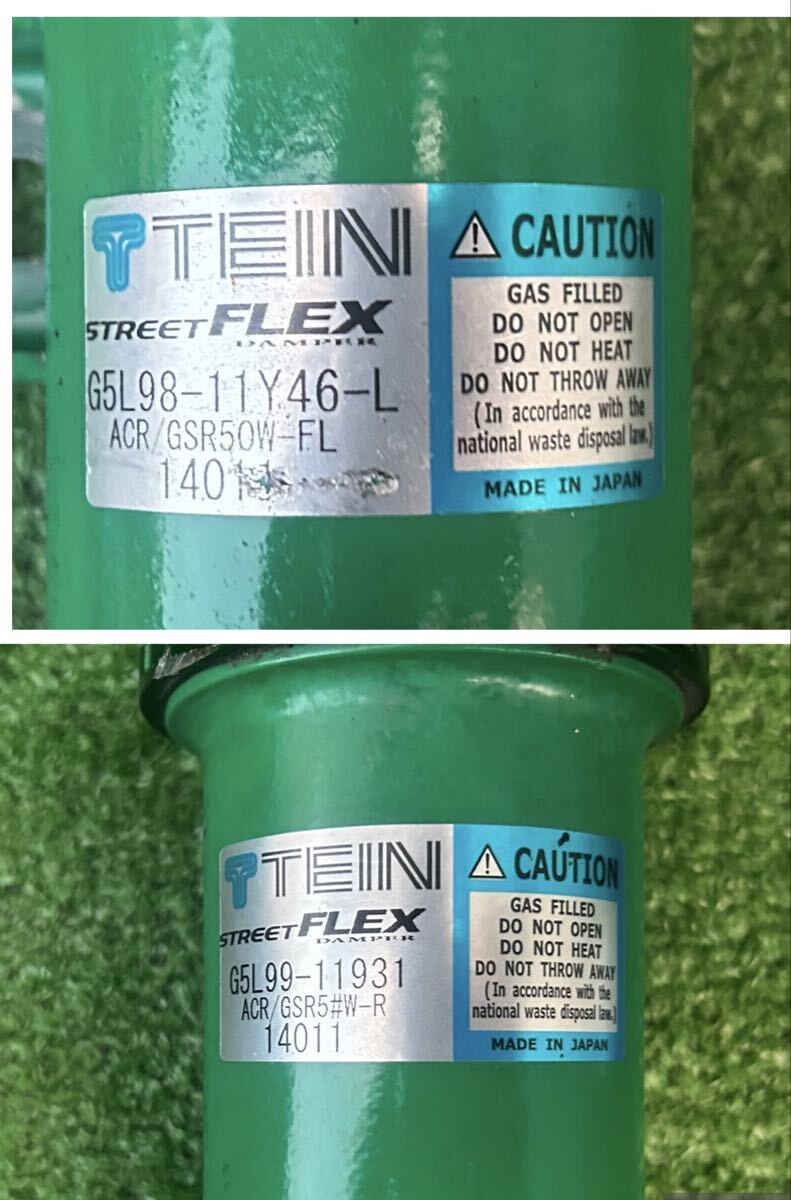 TEIN
STREET FLEX
DAMPER
G5L98-11Y46-L
ACR/GSR50W-FL
⚠ CAUTION
GAS FILLED
DO NOT OPEN
DO NOT HEAT
DO NOT THROW AWAY
(In accordance with the
national waste disposal law.)
MADE IN JAPAN
TEIN
STREET FLEX
DAMPER
G5L99-11931
ACR/GSR5#W-R
14011
⚠ CAUTION
GAS FILLED
DO NOT OPEN
DO NOT HEAT
DO NOT THROW AWAY
(In accordance with the
national waste disposal law.)
MADE IN JAPAN